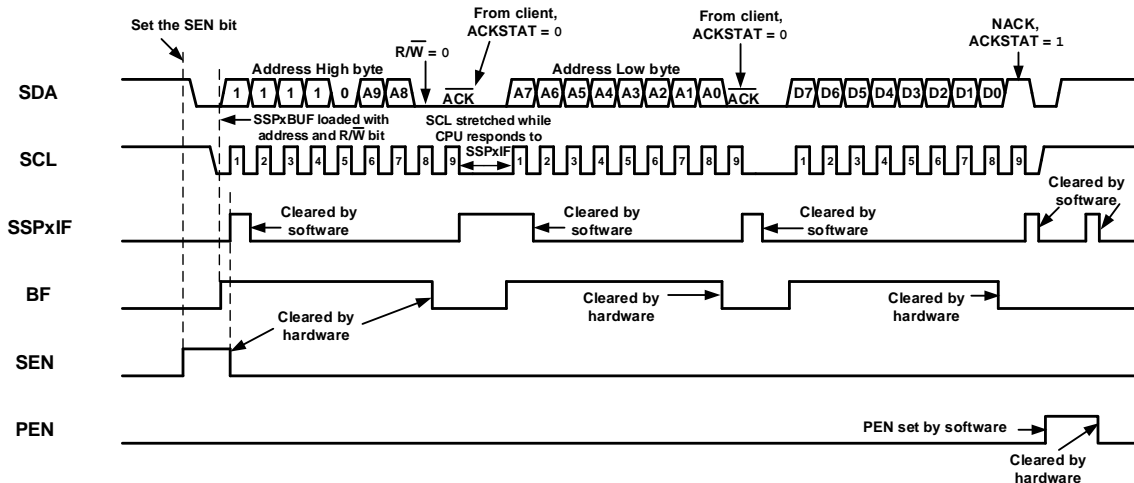 Set the SEN bit
From client,
ACKSTAT = 0
R/W = 0
From client,
ACKSTAT = 0
NACK,
ACKSTAT = 1
Address High byte
Address Low byte
SDA
1 1 1 1 0 A9 A8 ACK A7 A6 A5 A4 A3 A2 A1 A0 ACK D7 D6 D5 D4 D3 D2 D1 D0
SSPxBUF loaded with
address and R/W bit
SCL stretched while
CPU responds to
SSPxIF
SCL
1 2 3 4 5 6 7 8 9 1 2 3 4 5 6 7 8 9 1 2 3 4 5 6 7 8 9
SSPxIF
Cleared by
software
Cleared by
software
Cleared by
software
Cleared by
software
BF
Cleared by
hardware
Cleared by
hardware
Cleared by
hardware
SEN
PEN
PEN set by software
Cleared by
hardware